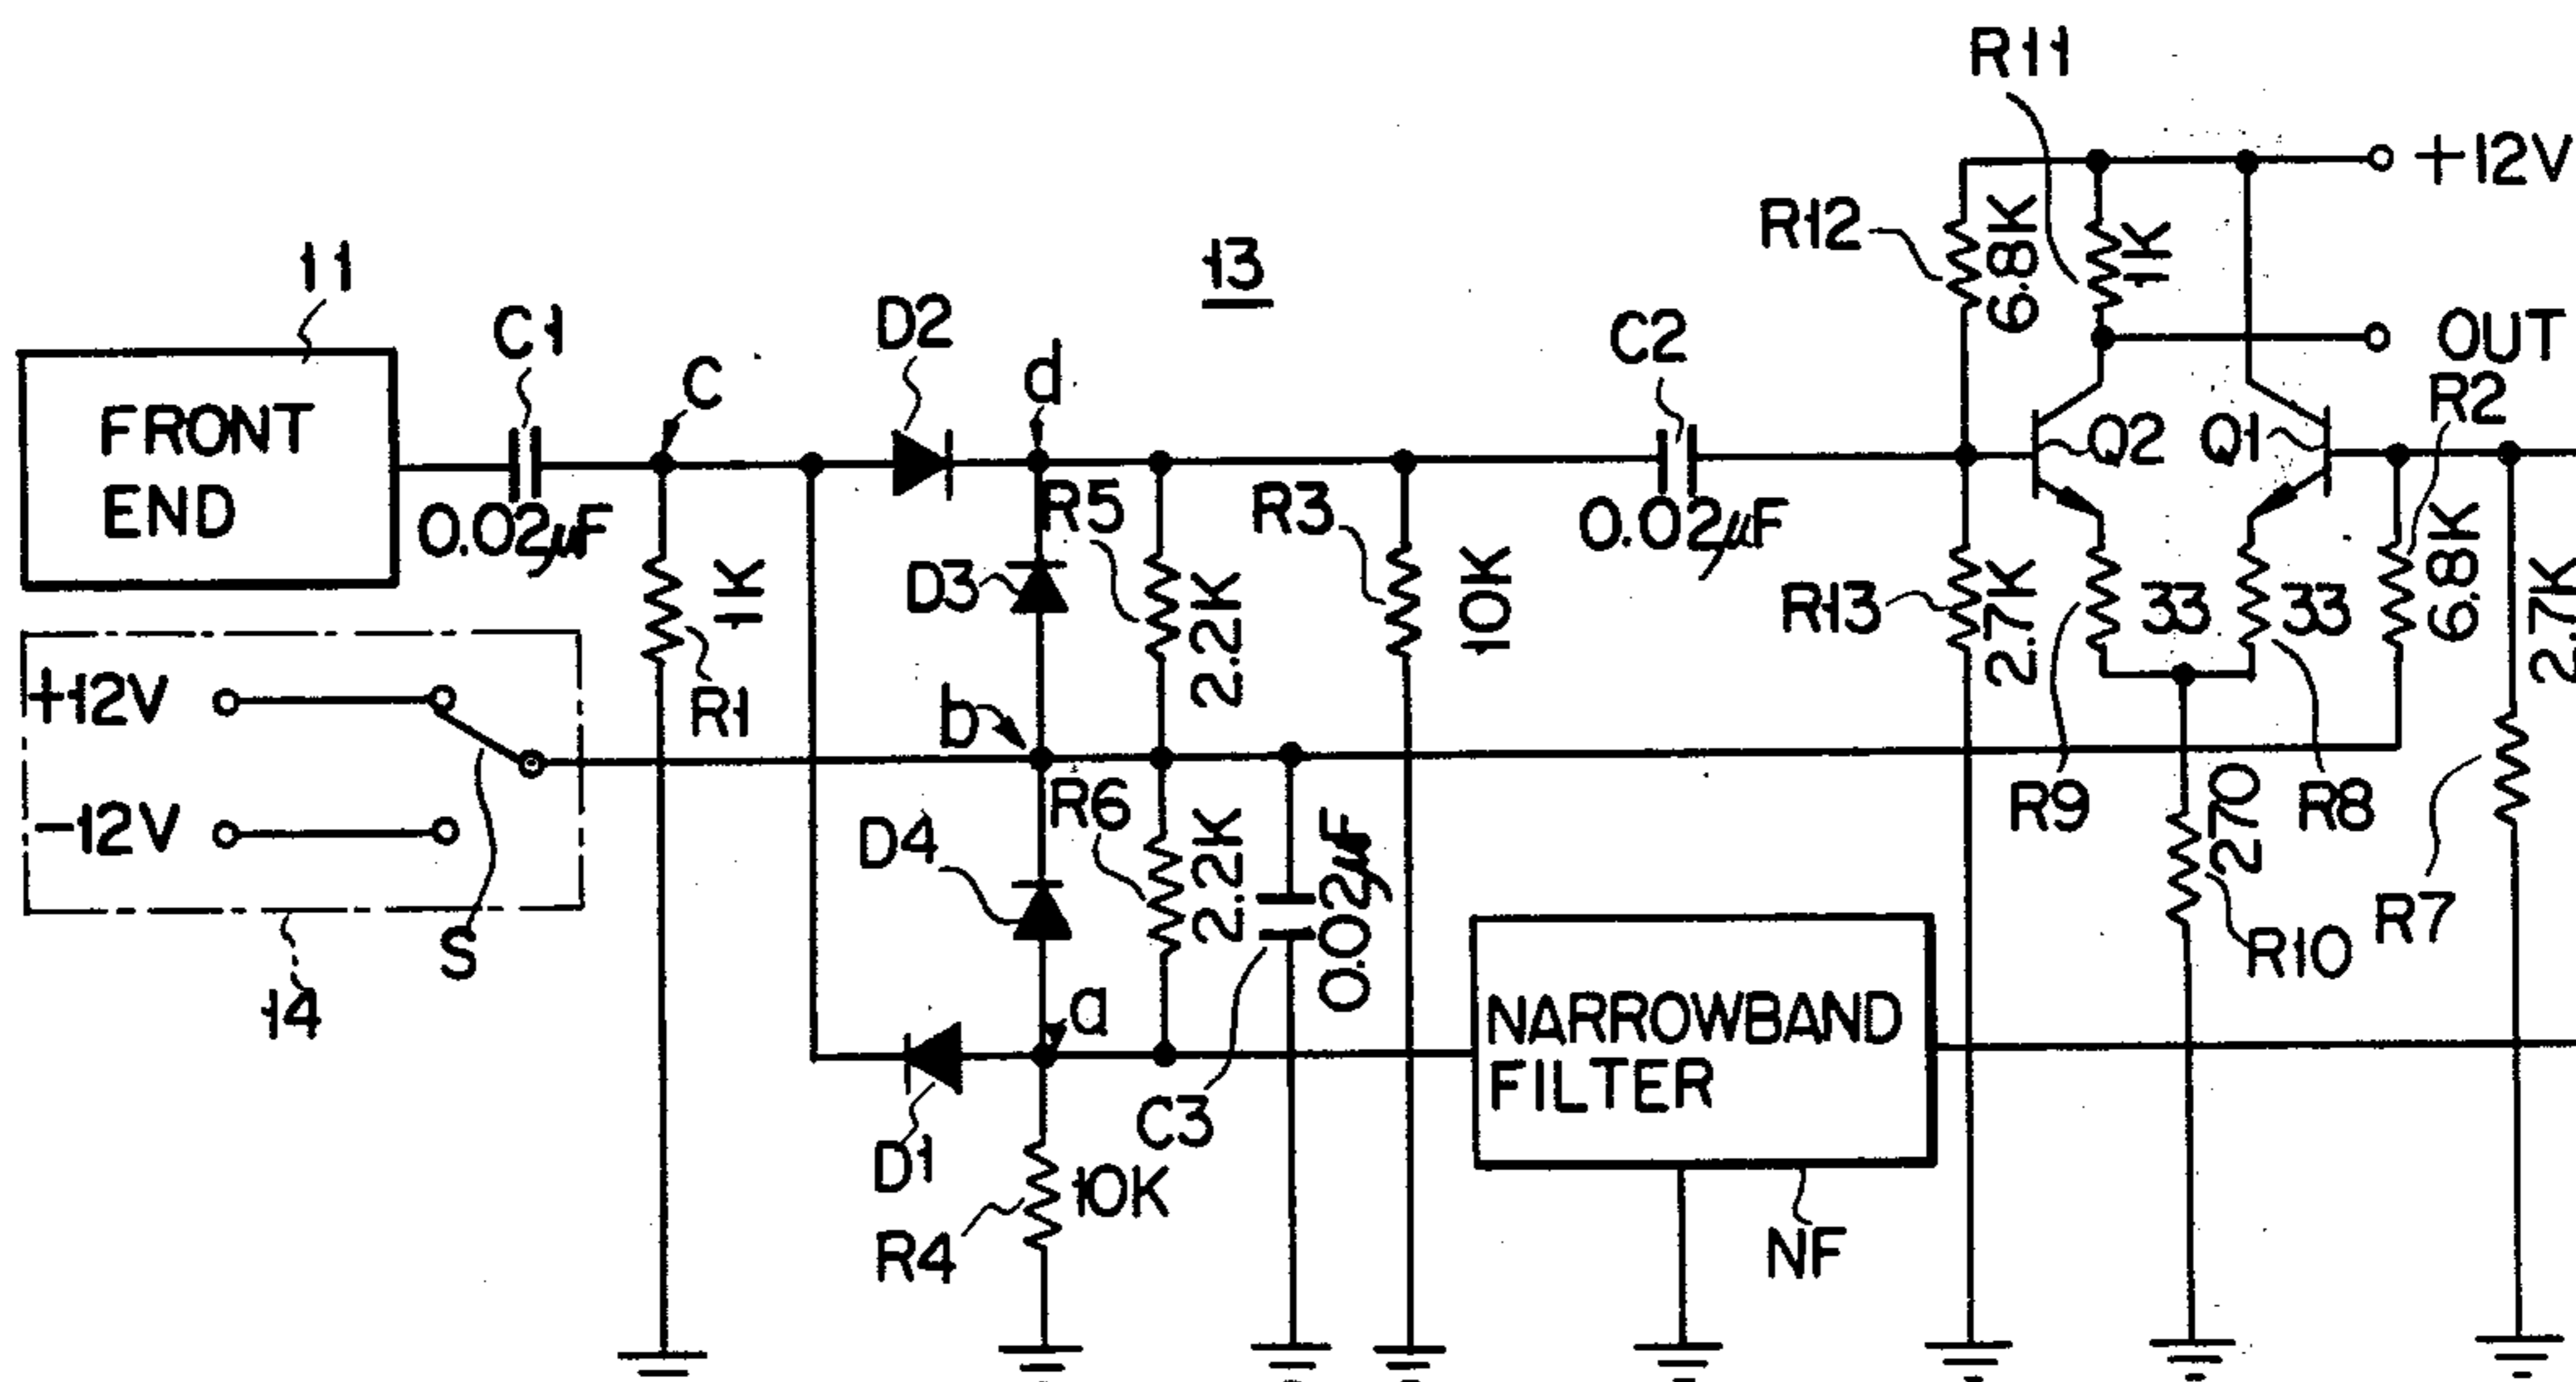 R11
+12V
R12
6.8K
1K
11
13
C1
C
D2
d
C2
OUT
R2
FRONT
END
0.02μF
R5
R3
0.02μF
Q2
Q1
D3
2.2K
10K
R13
2.7K
33
33
6.8K
2.7K
1K
R1
+12V
b
-12V
S
14
D4
R6
2.2K
0.02μF
R9
270
R8
R7
R10
a
C3
NARROWBAND
FILTER
D1
10K
R4
NF